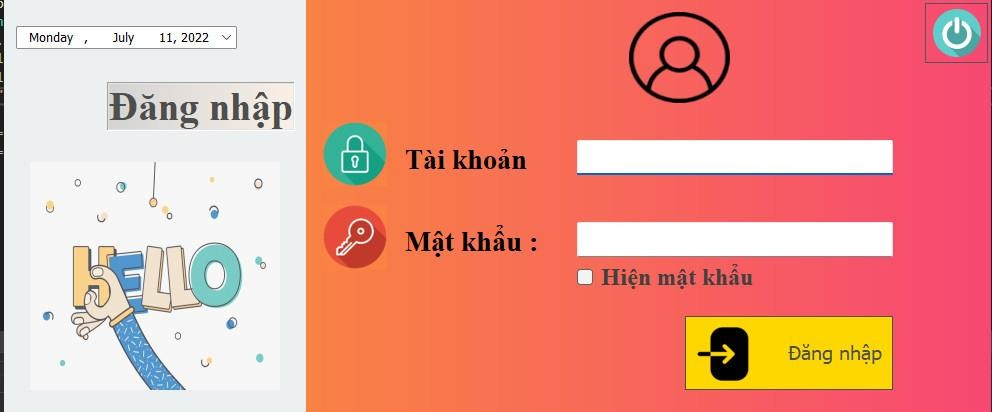 Monday , July 11, 2022
Đăng nhập
HELLO
Tài khoản
Mật khẩu :
Hiện mật khẩu
Đăng nhập